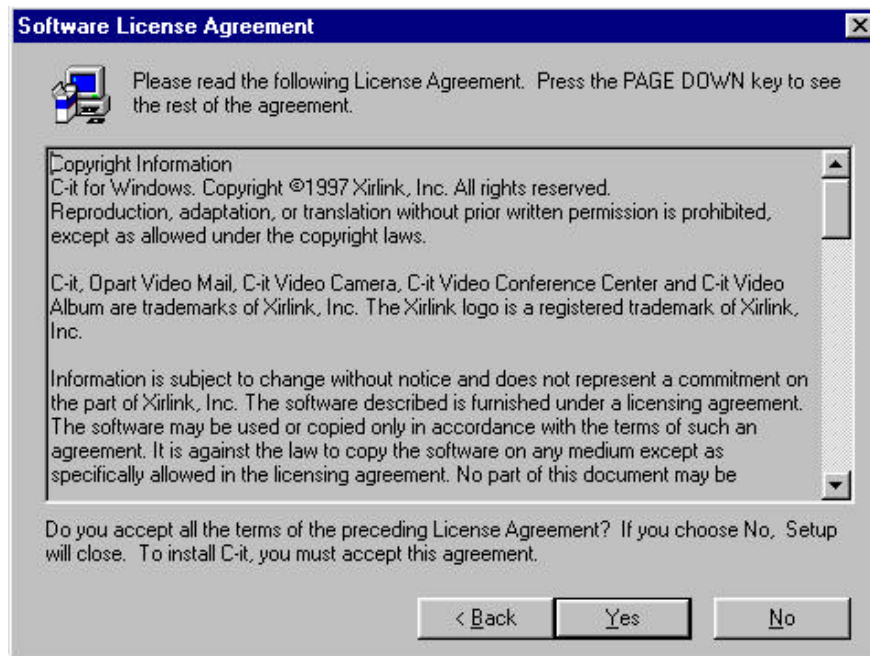 Software License Agreement
Please read the following License Agreement. Press the PAGE DOWN key to see
the rest of the agreement.
Copyright Information
C-it for Windows. Copyright ©1997 Xirlink, Inc. All rights reserved.
Reproduction, adaptation, or translation without prior written permission is prohibited,
except as allowed under the copyright laws.
C-it, Opart Video Mail, C-it Video Camera, C-it Video Conference Center and C-it Video
Album are trademarks of Xirlink, Inc. The Xirlink logo is a registered trademark of Xirlink,
Inc.
Information is subject to change without notice and does not represent a commitment on
the part of Xirlink, Inc. The software described is furnished under a licensing agreement.
The software may be used or copied only in accordance with the terms of such an
agreement. It is against the law to copy the software on any medium except as
specifically allowed in the licensing agreement. No part of this document may be
Do you accept all the terms of the preceding License Agreement? If you choose No, Setup
will close. To install C-it, you must accept this agreement.
< Back Yes No